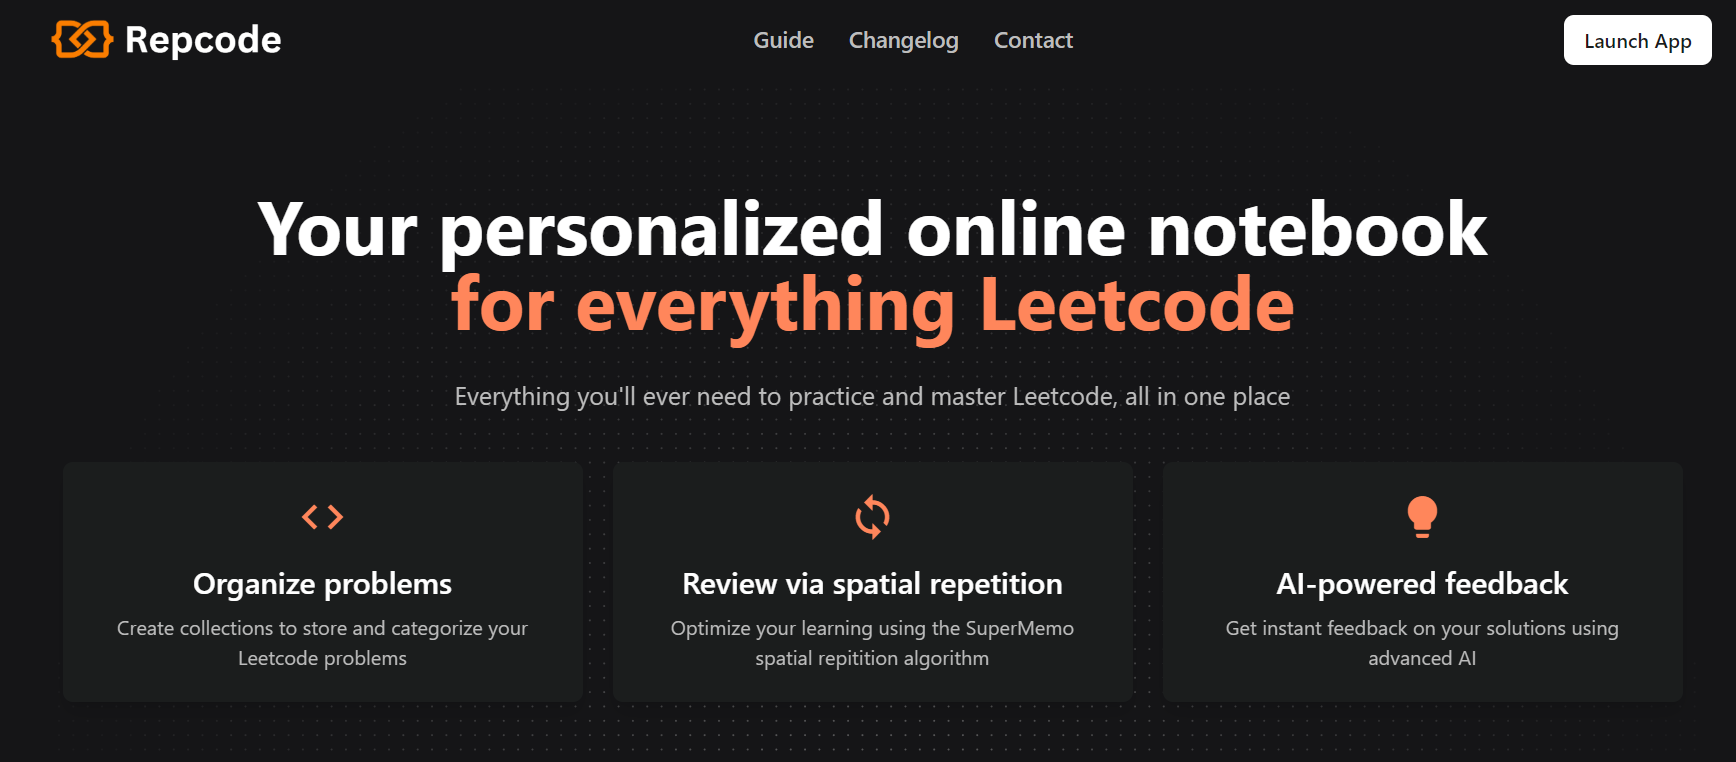 Repcode
Guide Changelog Contact
Launch App
Your personalized online notebook
for everything Leetcode
Everything you'll ever need to practice and master Leetcode, all in one place
Organize problems
Create collections to store and categorize your
Leetcode problems
Review via spatial repetition
Optimize your learning using the SuperMemo
spatial repitition algorithm
AI-powered feedback
Get instant feedback on your solutions using
advanced AI